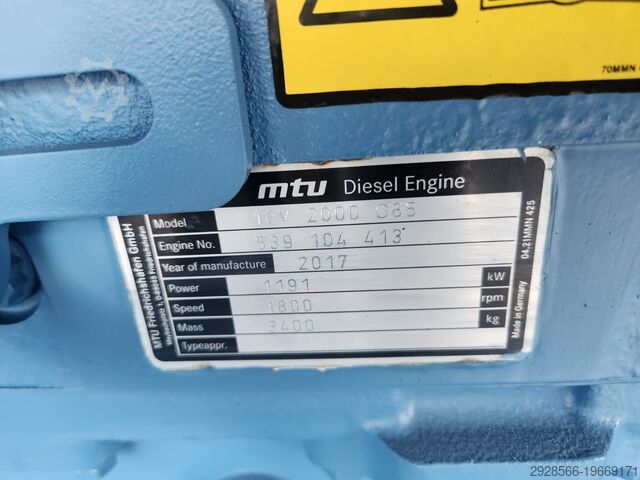 70MMN
mtu Diesel Engine
Model 16V 2000 G85
Engine No. 539 104 413
Year of manufacture 2017
Power 1191 kW
Speed 1800 rpm
Mass 3400 kg
Typeappr.
MTU Friedrichshafen GmbH
04.21MMN 425
Made in Germany
2928566-19669171